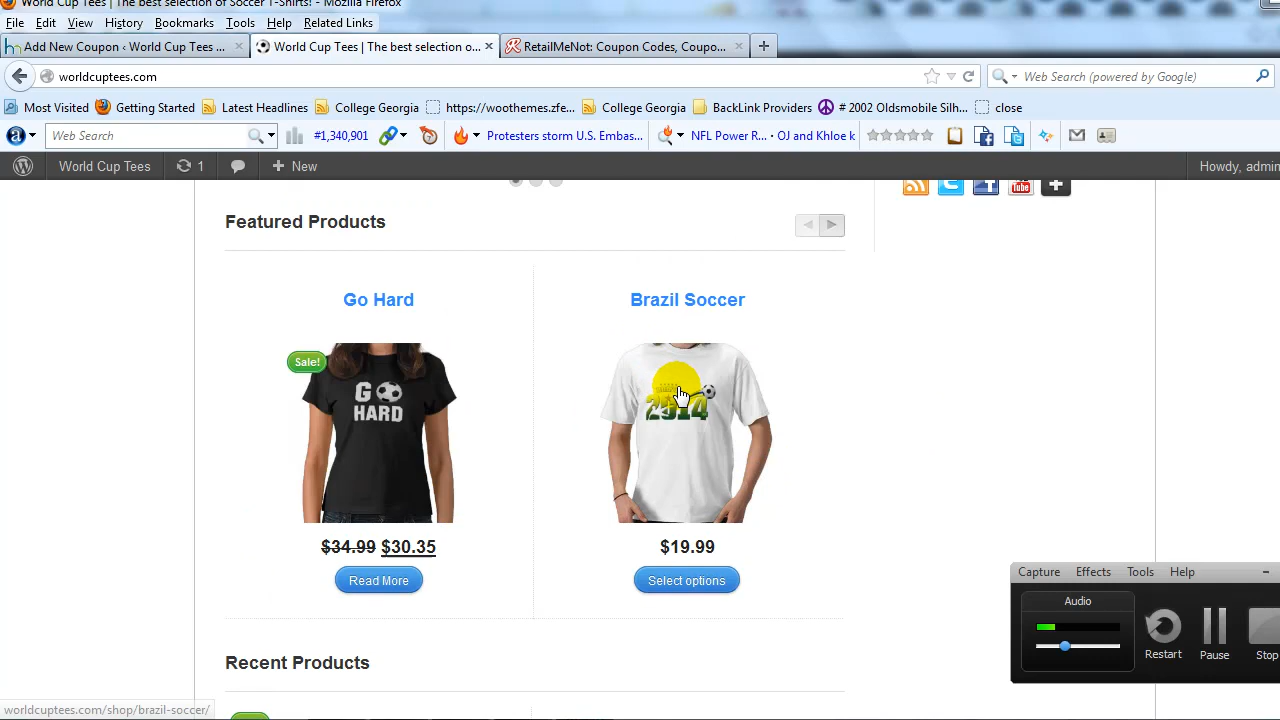 World Cup Tees | The best selection of Soccer T-Shirts! - Mozilla Firefox
File Edit View History Bookmarks Tools Help Related Links
Add New Coupon ‹ World Cup Tees ... × World Cup Tees | The best selection o... × RetailMeNot: Coupon Codes, Coupo... × +
worldcuptees.com Web Search (powered by Google)
Most Visited Getting Started Latest Headlines College Georgia https://woothemes.zfe... College Georgia BackLink Providers # 2002 Oldsmobile Silh... close
a Web Search #1,340,901 Protesters storm U.S. Embas... NFL Power R... • OJ and Khloe k
World Cup Tees 1 + New Howdy, admin
You Tube
Featured Products
Go Hard Brazil Soccer
Sale!
GO HARD
2014
$34.99 $30.35 $19.99
Read More Select options
Recent Products
Capture Effects Tools Help
Audio
Restart Pause Stop
worldcuptees.com/shop/brazil-soccer/